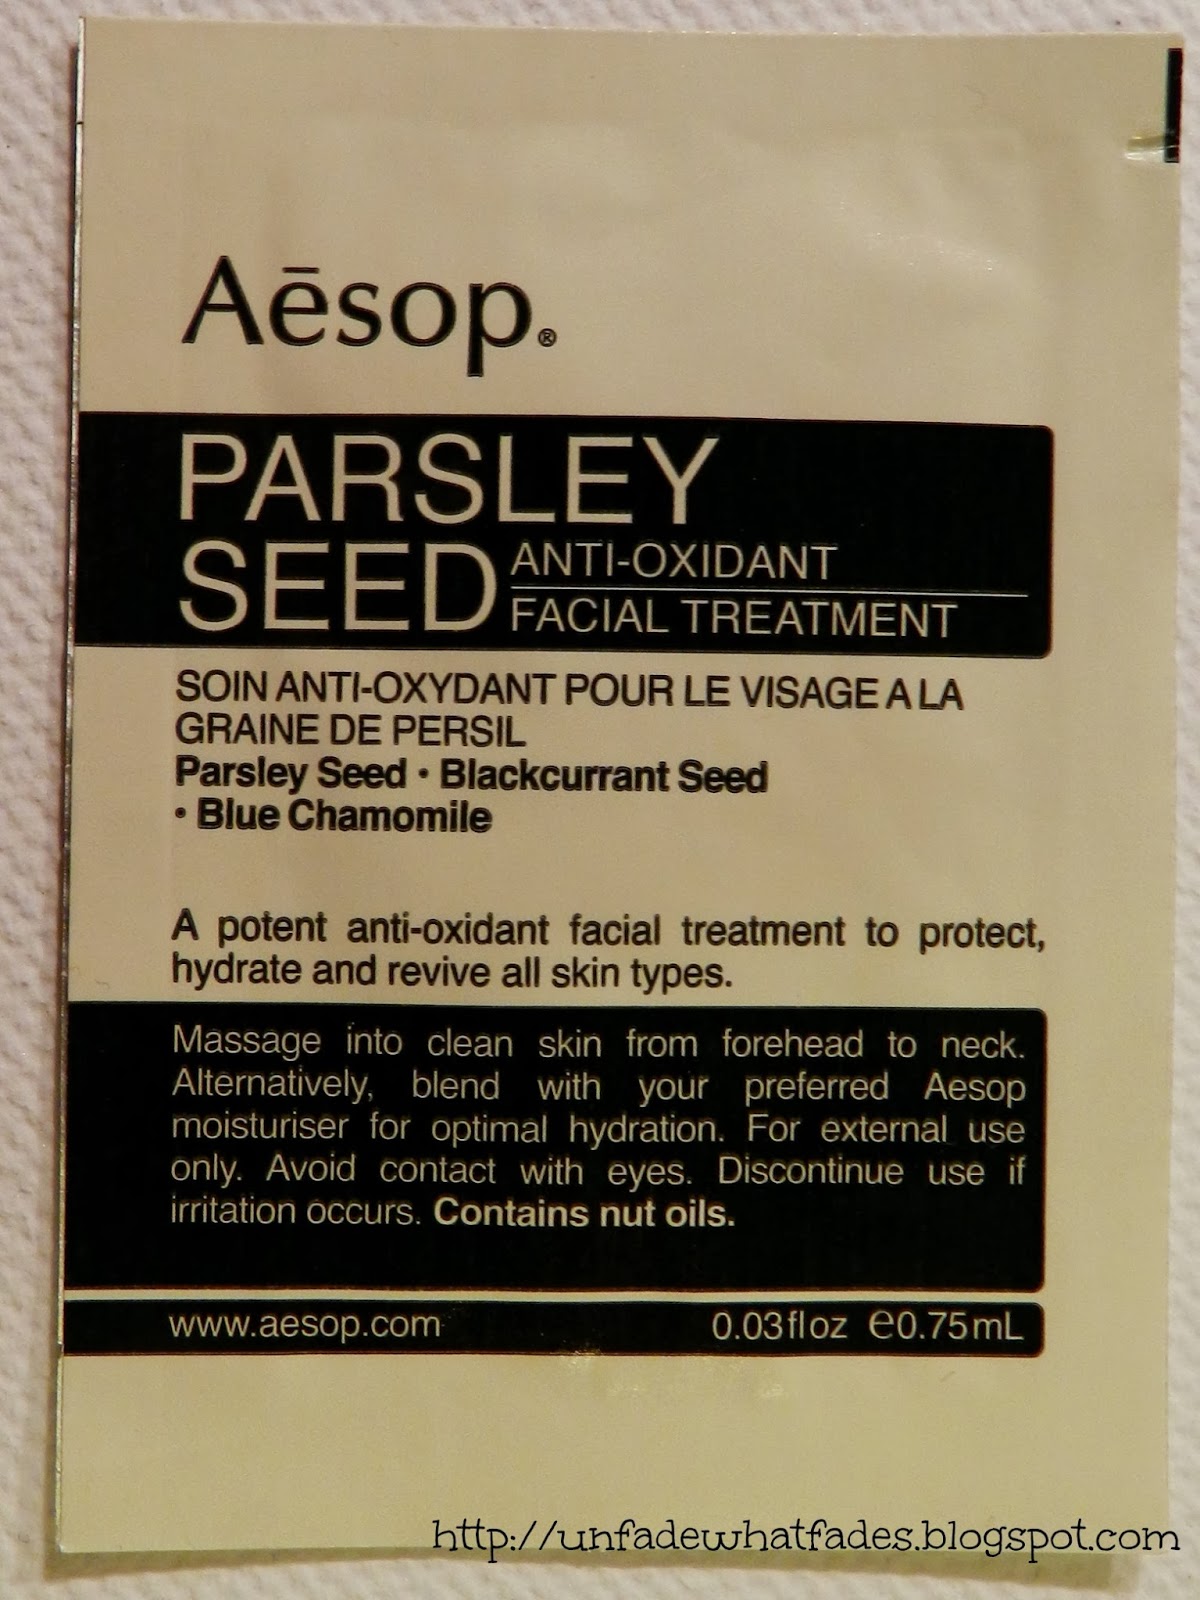 Aēsop®
PARSLEY
SEED ANTI-OXIDANT
FACIAL TREATMENT
SOIN ANTI-OXYDANT POUR LE VISAGE A LA
GRAINE DE PERSIL
Parsley Seed • Blackcurrant Seed
• Blue Chamomile
A potent anti-oxidant facial treatment to protect,
hydrate and revive all skin types.
Massage into clean skin from forehead to neck.
Alternatively, blend with your preferred Aesop
moisturiser for optimal hydration. For external use
only. Avoid contact with eyes. Discontinue use if
irritation occurs. Contains nut oils.
www.aesop.com 0.03fl oz ℮0.75mL
http://unfadewhatfades.blogspot.com